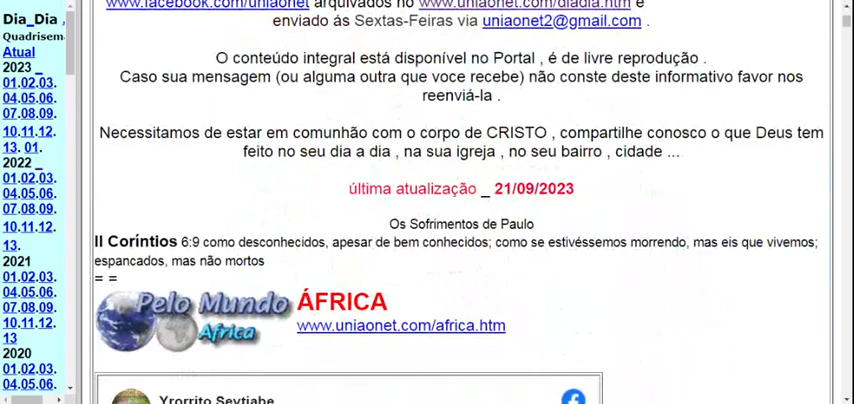 Dia_Dia
Quadrisem
Atual
2023 _
01.02.03.
04.05.06.
07.08.09.
10.11.12.
13. 01.
2022 _
01.02.03.
04.05.06.
07.08.09.
10.11.12.
13.
2021
01.02.03.
04.05.06.
07.08.09.
10.11.12.
13
2020
01.02.03.
04.05.06.
www.facebook.com/uniaonet arquivados no www.uniaonet.com/diadia.htm e
enviado ás Sextas-Feiras via uniaonet2@gmail.com .
O conteúdo integral está disponível no Portal , é de livre reprodução .
Caso sua mensagem (ou alguma outra que voce recebe) não conste deste informativo favor nos
reenviá-la .
Necessitamos de estar em comunhão com o corpo de CRISTO , compartilhe conosco o que Deus tem
feito no seu dia a dia , na sua igreja , no seu bairro , cidade ...
última atualização _ 21/09/2023
Os Sofrimentos de Paulo
II Coríntios 6:9 como desconhecidos, apesar de bem conhecidos; como se estivéssemos morrendo, mas eis que vivemos;
espancados, mas não mortos
= =
Pelo Mundo
África
ÁFRICA
www.uniaonet.com/africa.htm
Yrorrito